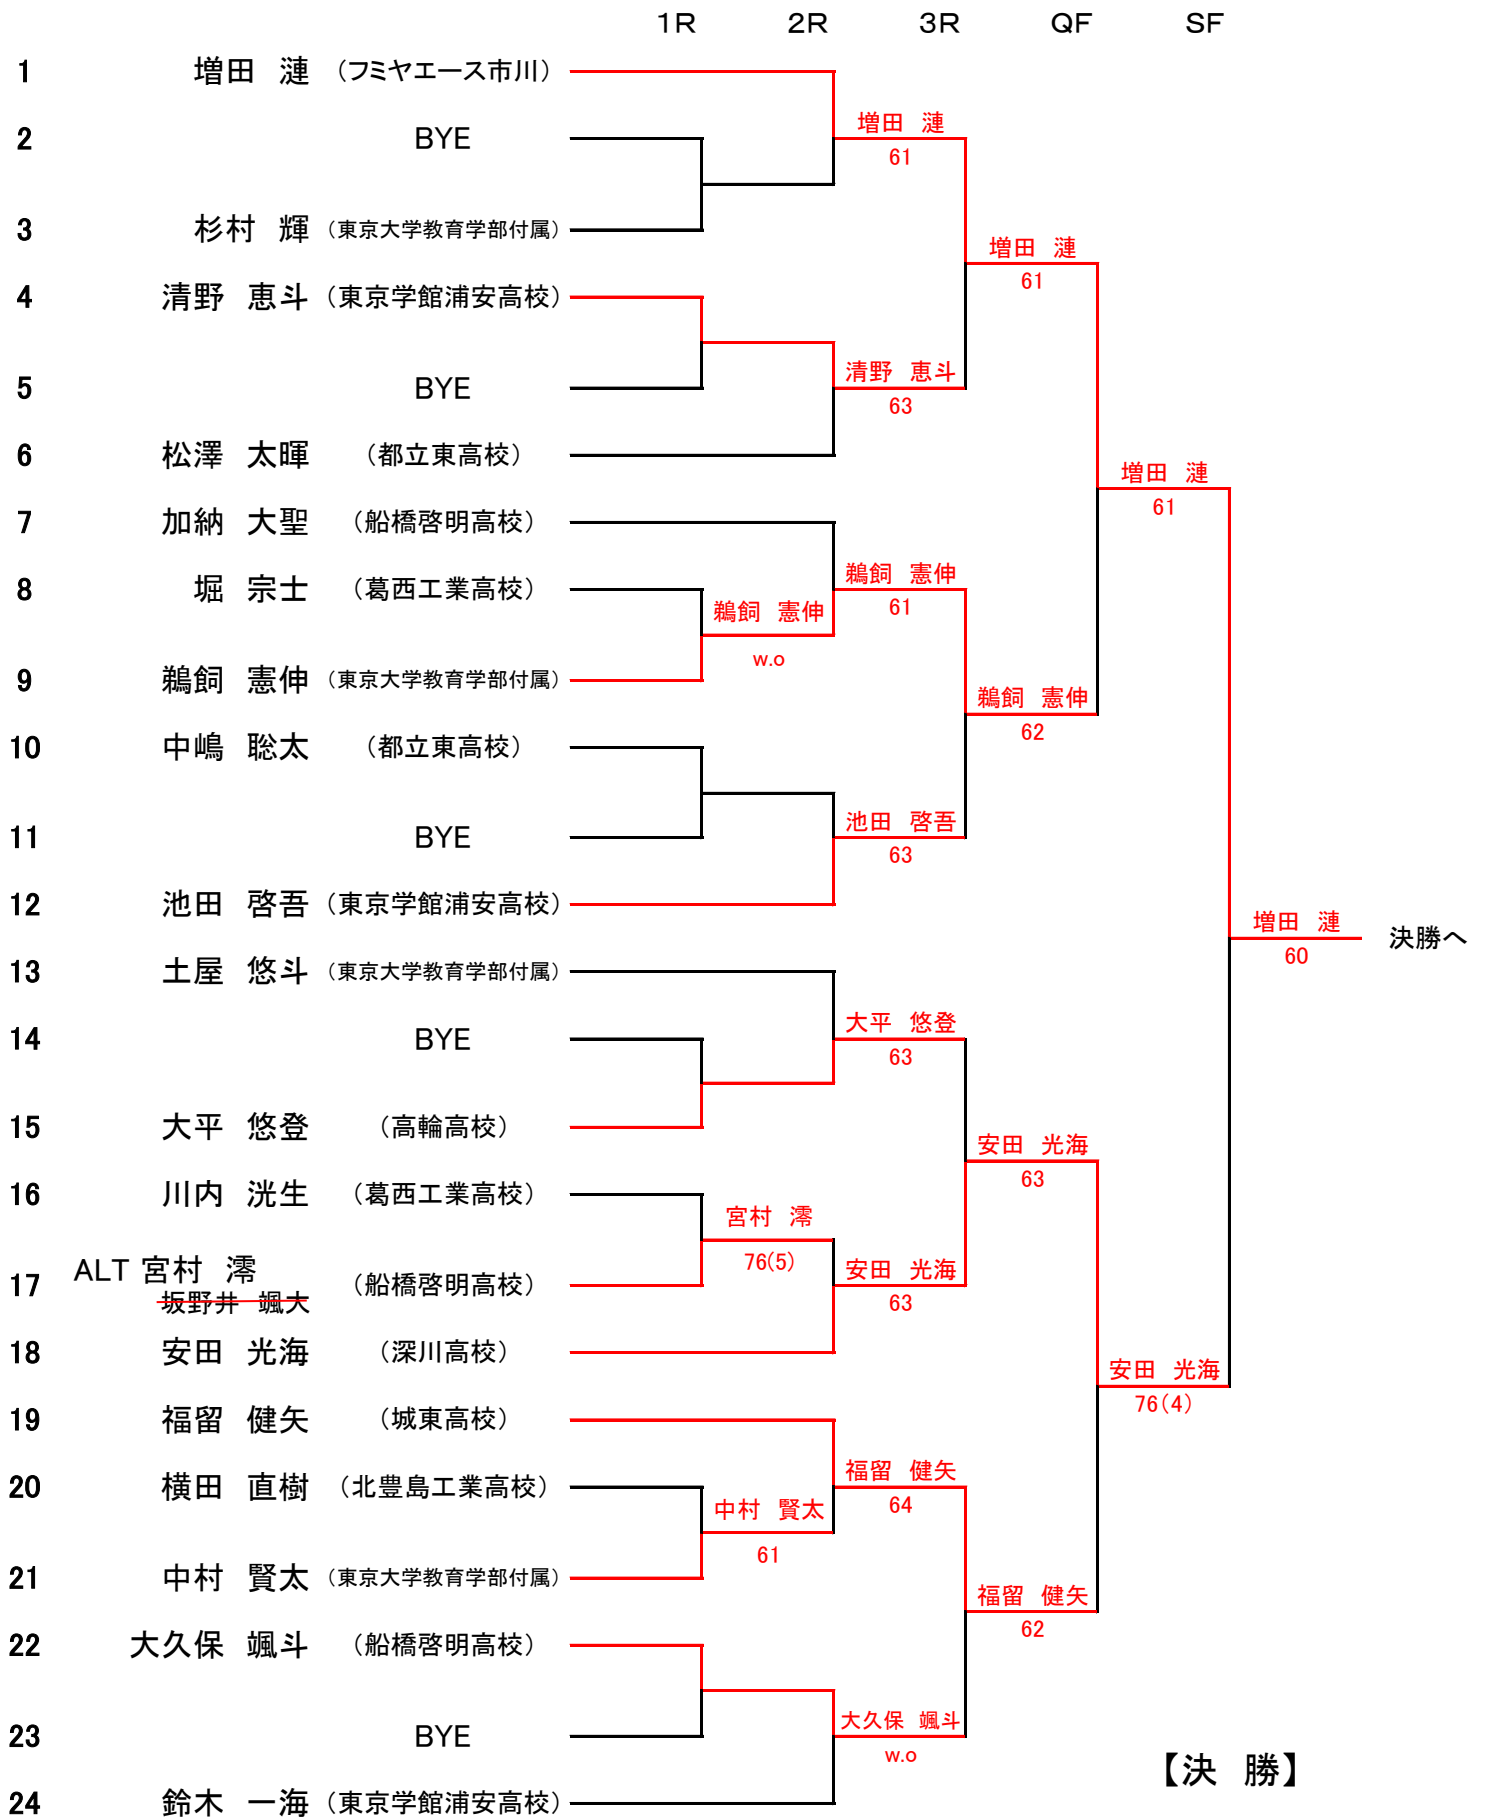 1R 2R 3R QF SF
1 増田　漣 （フミヤエース市川）
2 BYE
増田　漣
61
3 杉村　輝 （東京大学教育学部付属）
増田　漣
61
4 清野　恵斗 （東京学館浦安高校）
清野　恵斗
63
5 BYE
6 松澤　太暉 （都立東高校）
増田　漣
61
7 加納　大聖 （船橋啓明高校）
鵜飼　憲伸
61
8 堀　宗士 （葛西工業高校）
鵜飼　憲伸
w.o
9 鵜飼　憲伸 （東京大学教育学部付属）
鵜飼　憲伸
62
10 中嶋　聡太 （都立東高校）
池田　啓吾
63
11 BYE
12 池田　啓吾 （東京学館浦安高校）
増田　漣
60
決勝へ
13 土屋　悠斗 （東京大学教育学部付属）
大平　悠登
63
14 BYE
15 大平　悠登 （高輪高校）
安田　光海
63
16 川内　洸生 （葛西工業高校）
宮村　澪
76(5)
ALT 宮村　澪
17 坂野井　颯大 （船橋啓明高校）
安田　光海
63
18 安田　光海 （深川高校）
安田　光海
76(4)
19 福留　健矢 （城東高校）
福留　健矢
64
20 横田　直樹 （北豊島工業高校）
中村　賢太
61
21 中村　賢太 （東京大学教育学部付属）
福留　健矢
62
22 大久保　颯斗 （船橋啓明高校）
大久保　颯斗
w.o
23 BYE
【決　勝】
24 鈴木　一海 （東京学館浦安高校）